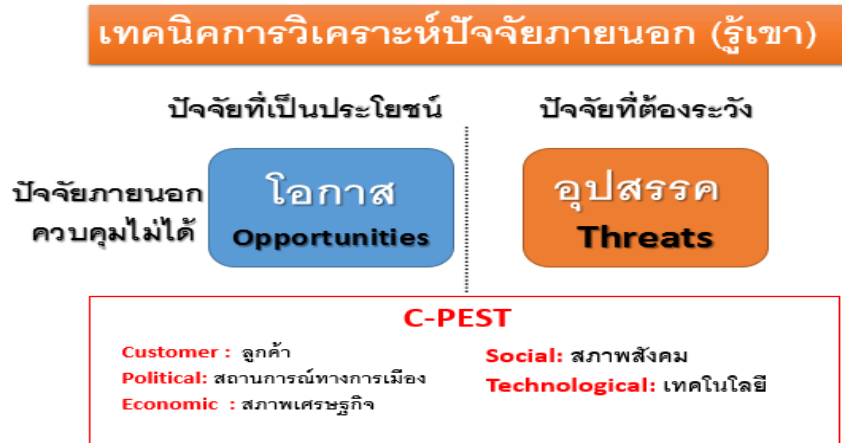 เทคนิคการวิเคราะห์ปัจจัยภายนอก (รู้เขา)
ปัจจัยที่เป็นประโยชน์
ปัจจัยที่ต้องระวัง
ปัจจัยภายนอก
ควบคุมไม่ได้
โอกาส
Opportunities
อุปสรรค
Threats
C-PEST
Customer : ลูกค้า
Political: สถานการณ์ทางการเมือง
Economic : สภาพเศรษฐกิจ
Social: สภาพสังคม
Technological: เทคโนโลยี